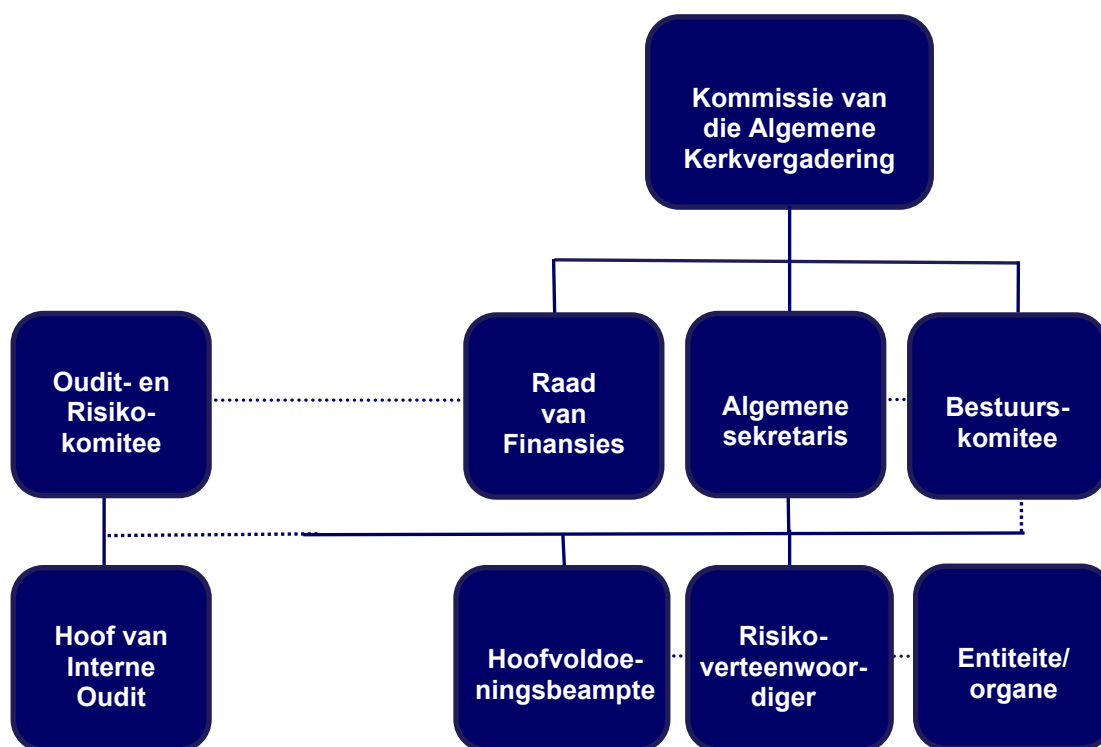 Kommissie van
die Algemene
Kerkvergadering
Oudit- en
Risiko-
komitee
Raad
van
Finansies
Algemene
sekretaris
Bestuurs-
komitee
Hoof van
Interne
Oudit
Hoofvoldoe-
eningsbeampte
Risiko-
verteenwoor-
diger
Entiteite/
organe